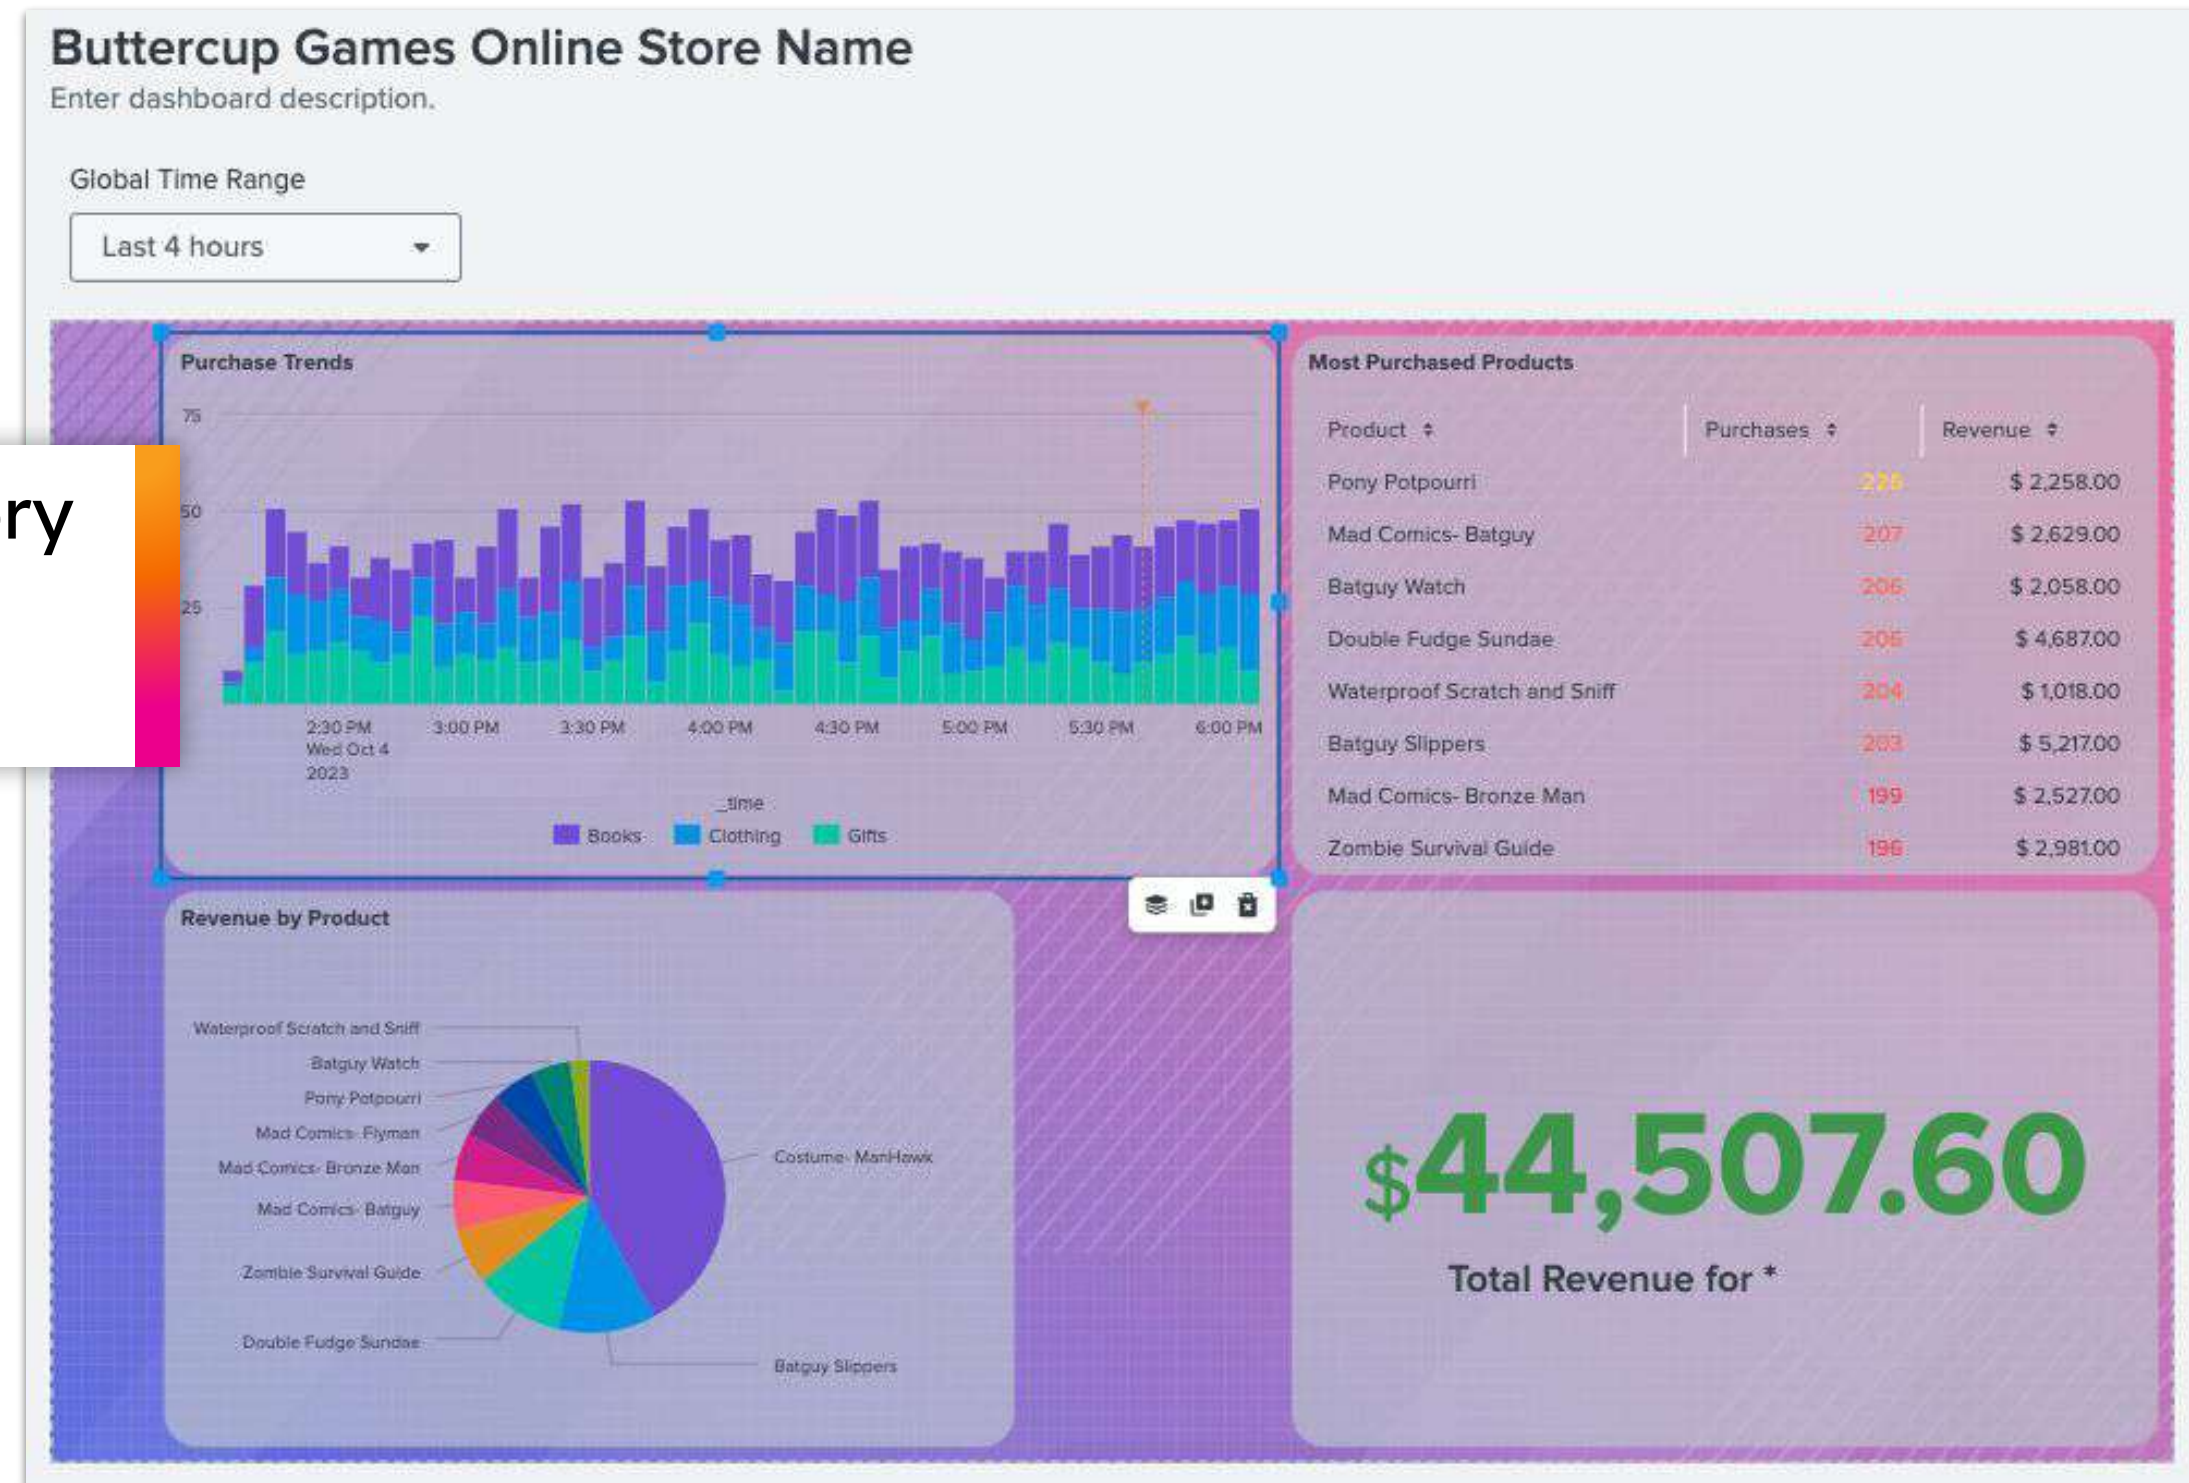 Buttercup Games Online Store Name
Enter dashboard description.
Global Time Range
Last 4 hours
ry
Purchase Trends
75
50
25
2:30 PM 3:00 PM 3:30 PM 4:00 PM 4:30 PM 5:00 PM 5:30 PM 6:00 PM
Wed Oct 4
2023
_time
Books Clothing Gifts
Most Purchased Products
Product Purchases Revenue
Pony Potpourri $ 2,258.00
Mad Comics- Batguy 207 $ 2,629.00
Batguy Watch 206 $ 2,058.00
Double Fudge Sundae 206 $ 4,687.00
Waterproof Scratch and Sniff 204 $ 1,018.00
Batguy Slippers 203 $ 5,217.00
Mad Comics- Bronze Man 199 $ 2,527.00
Zombie Survival Guide 196 $ 2,981.00
Revenue by Product
Waterproof Scratch and Sniff
Batguy Watch
Pony Potpourri
Mad Comics- Flyman
Mad Comics- Bronze Man
Mad Comics- Batguy
Zombie Survival Guide
Double Fudge Sundae
Costume- ManHawk
Batguy Slippers
$44,507.60
Total Revenue for *